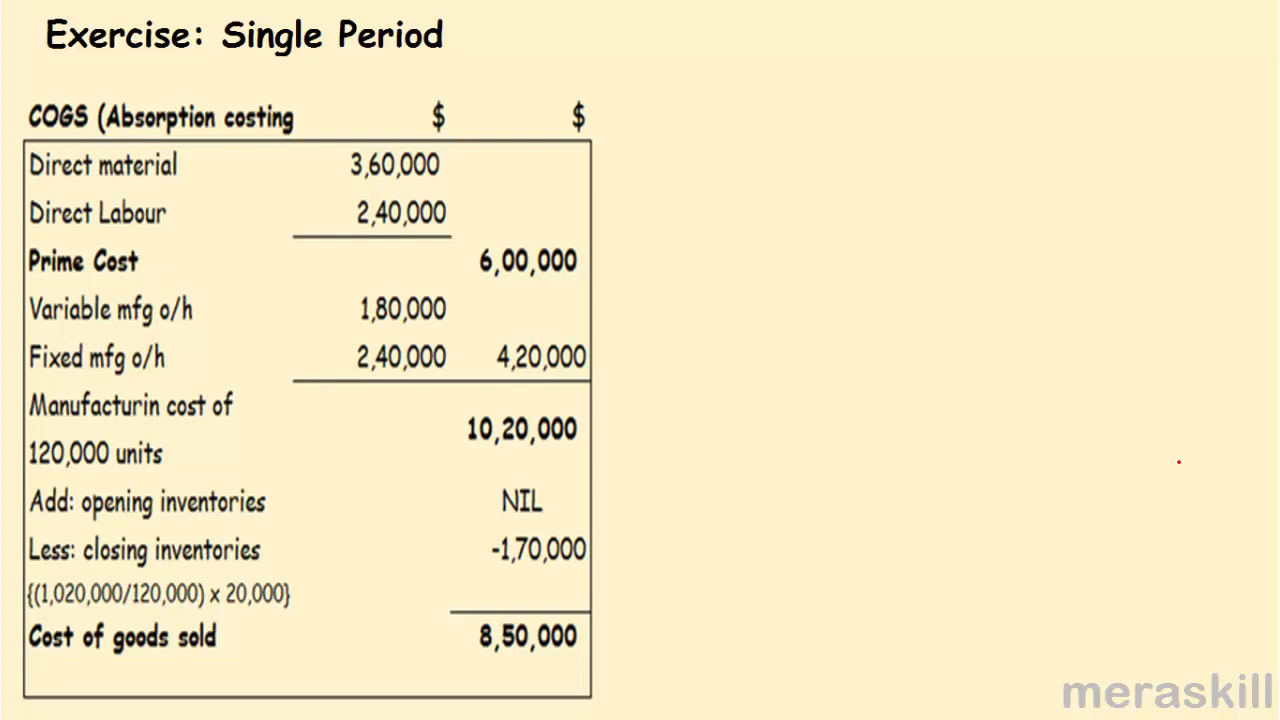 Exercise: Single Period
COGS (Absorption costing $ $
Direct material 3,60,000
Direct Labour 2,40,000
Prime Cost 6,00,000
Variable mfg o/h 1,80,000
Fixed mfg o/h 2,40,000 4,20,000
Manufacturin cost of
120,000 units 10,20,000
Add: opening inventories NIL
Less: closing inventories -1,70,000
{(1,020,000/120,000) x 20,000}
Cost of goods sold 8,50,000
meraskill